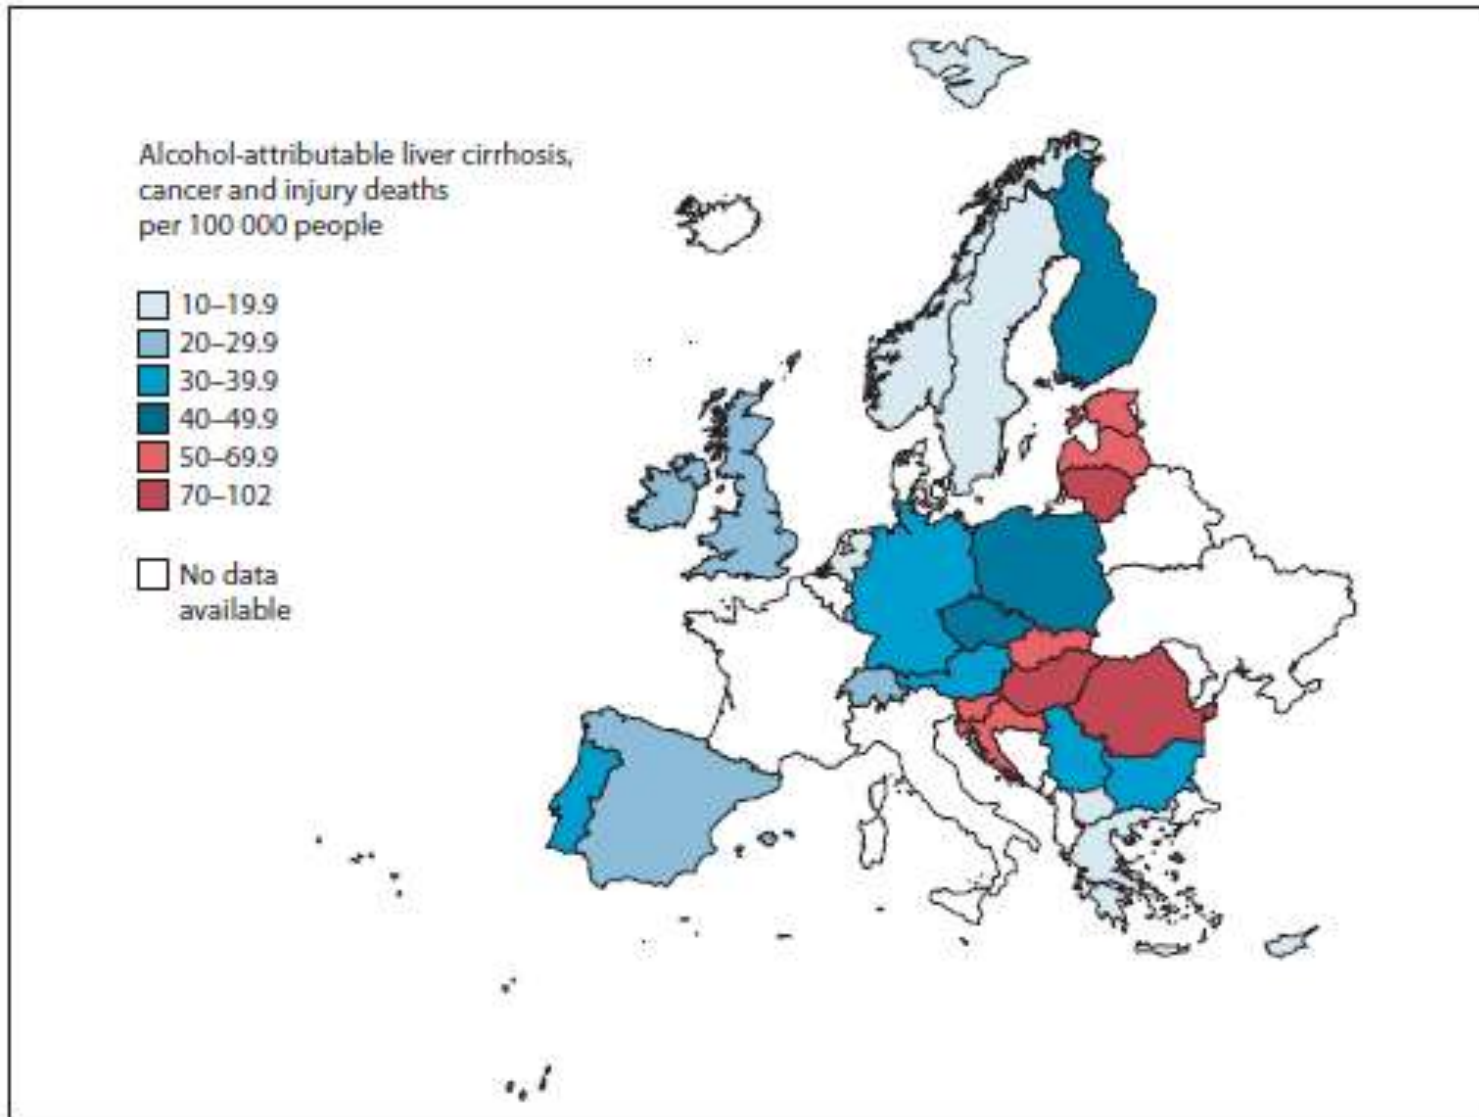 Alcohol-attributable liver cirrhosis,
cancer and injury deaths
per 100 000 people
10–19.9
20–29.9
30–39.9
40–49.9
50–69.9
70–102
No data
available